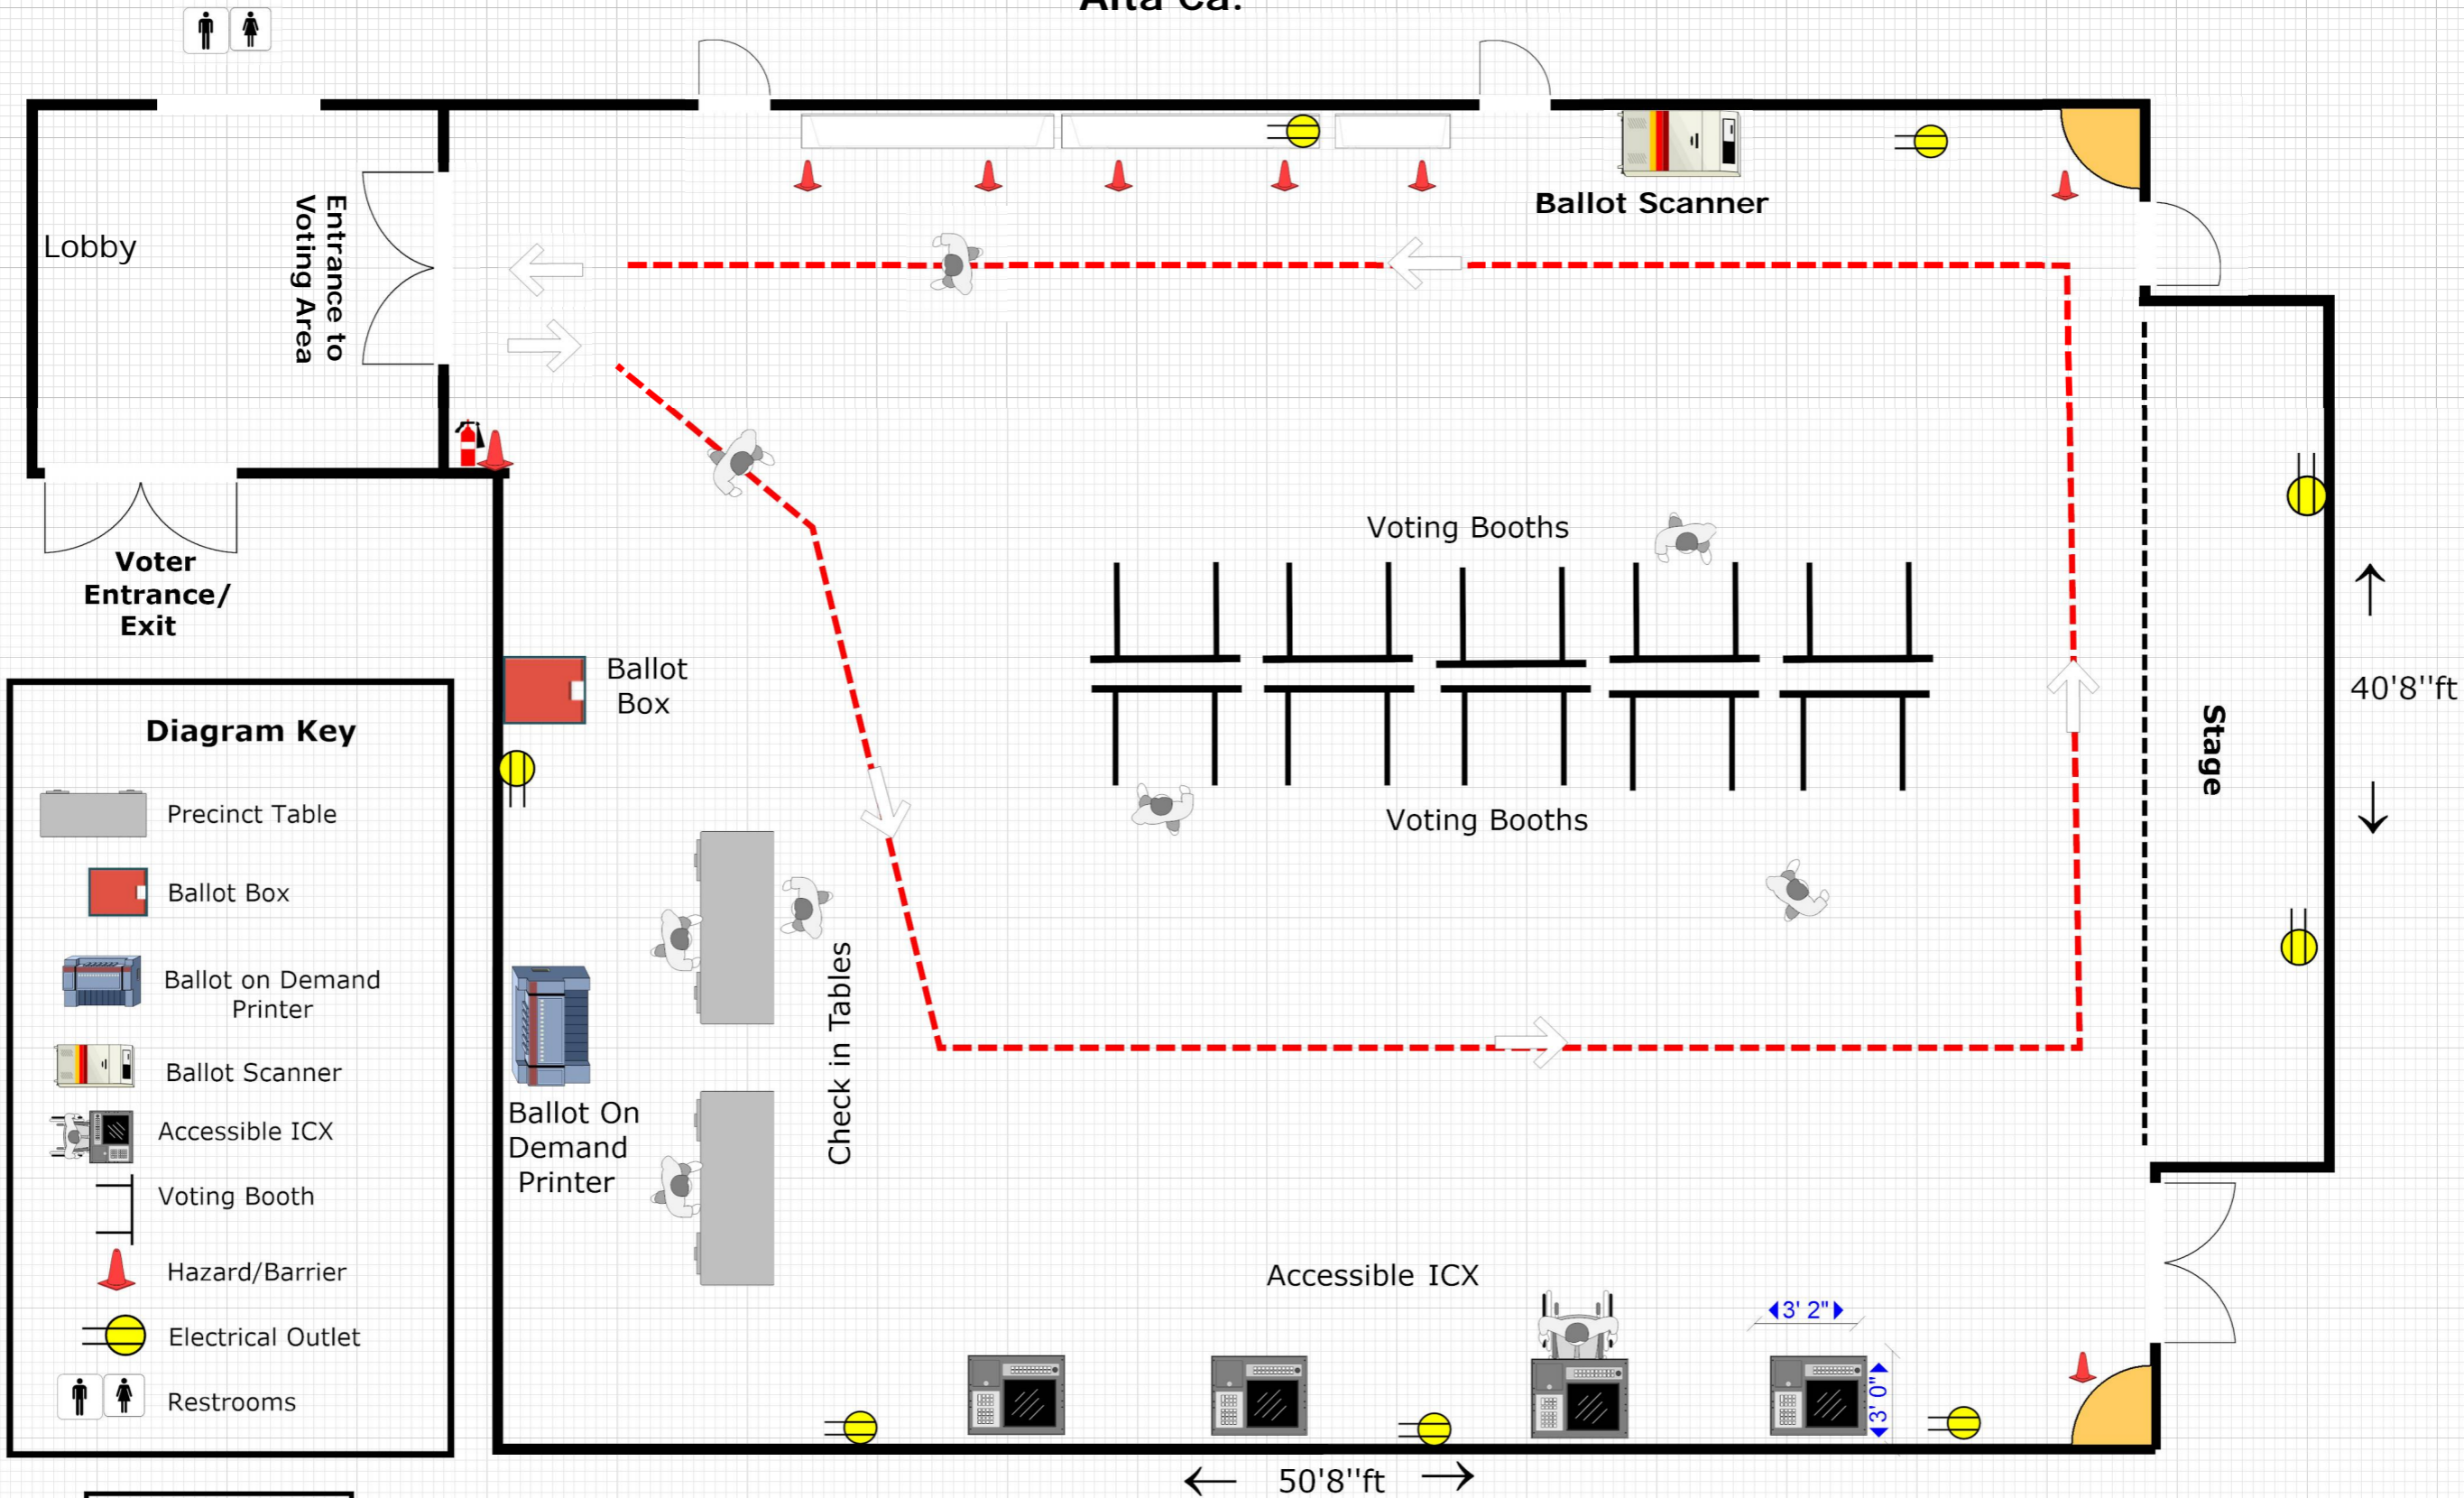 Alta Ca.
Lobby
Entrance to
Voting Area
Ballot Scanner
Voter
Entrance/
Exit
Ballot
Box
Voting Booths
Voting Booths
Stage
40'8''ft
Check in Tables
Ballot On
Demand
Printer
Accessible ICX
3' 2"
3' 0"
50'8''ft
Diagram Key
Precinct Table
Ballot Box
Ballot on Demand
Printer
Ballot Scanner
Accessible ICX
Voting Booth
Hazard/Barrier
Electrical Outlet
Restrooms